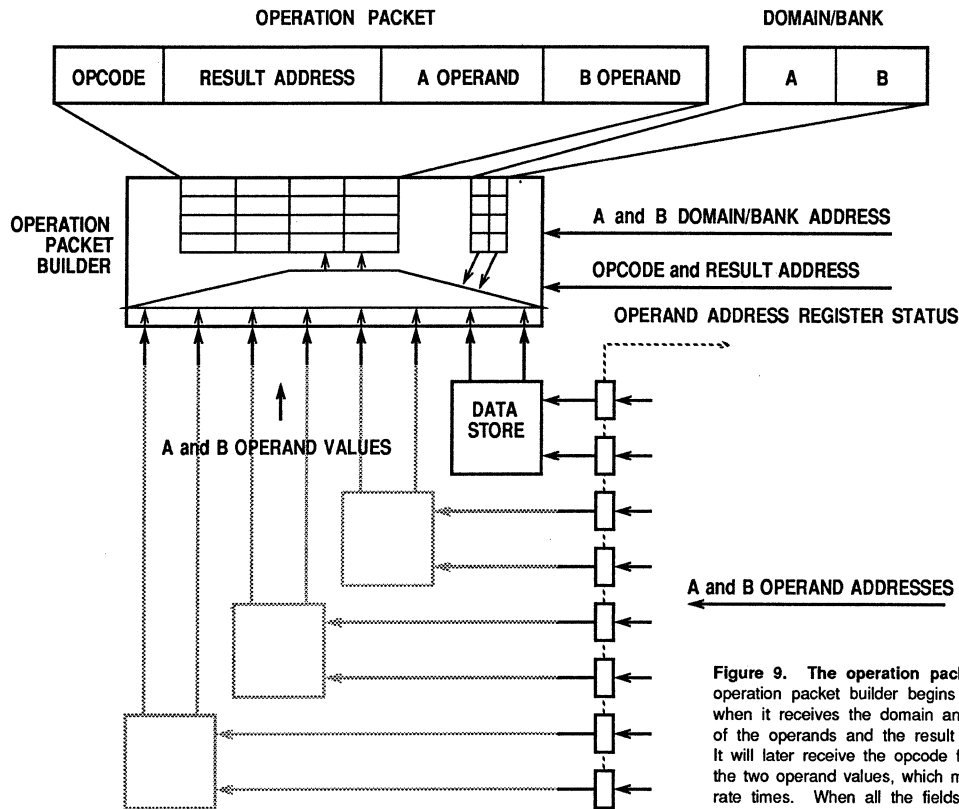 OPERATION PACKET
DOMAIN/BANK
OPCODE
RESULT ADDRESS
A OPERAND
B OPERAND
A
B
OPERATION
PACKET
BUILDER
A and B DOMAIN/BANK ADDRESS
OPCODE and RESULT ADDRESS
OPERAND ADDRESS REGISTER STATUS
DATA
STORE
A and B OPERAND VALUES
A and B OPERAND ADDRESSES
Figure 9. The operation pac
operation packet builder begins
when it receives the domain an
of the operands and the result
It will later receive the opcode f
the two operand values, which m
rate times. When all the fields